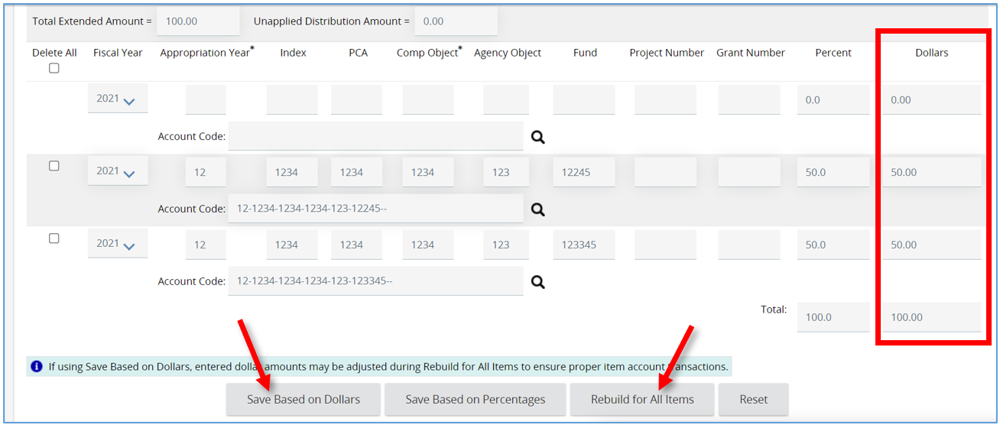 Total Extended Amount = 100.00 Unapplied Distribution Amount = 0.00
Delete All Fiscal Year Appropriation Year* Index PCA Comp Object* Agency Object Fund Project Number Grant Number Percent Dollars
2021 0.0 0.00
Account Code:
2021 12 1234 1234 1234 123 12245 50.0 50.00
Account Code: 12-1234-1234-1234-123-12245--
2021 12 1234 1234 1234 123 123345 50.0 50.00
Account Code: 12-1234-1234-1234-123-123345--
Total: 100.0 100.00
If using Save Based on Dollars, entered dollar amounts may be adjusted during Rebuild for All Items to ensure proper item account transactions.
Save Based on Dollars Save Based on Percentages Rebuild for All Items Reset